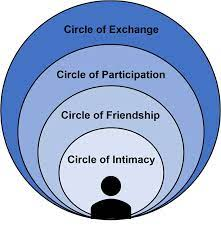 Circle of Exchange
Circle of Participation
Circle of Friendship
Circle of Intimacy